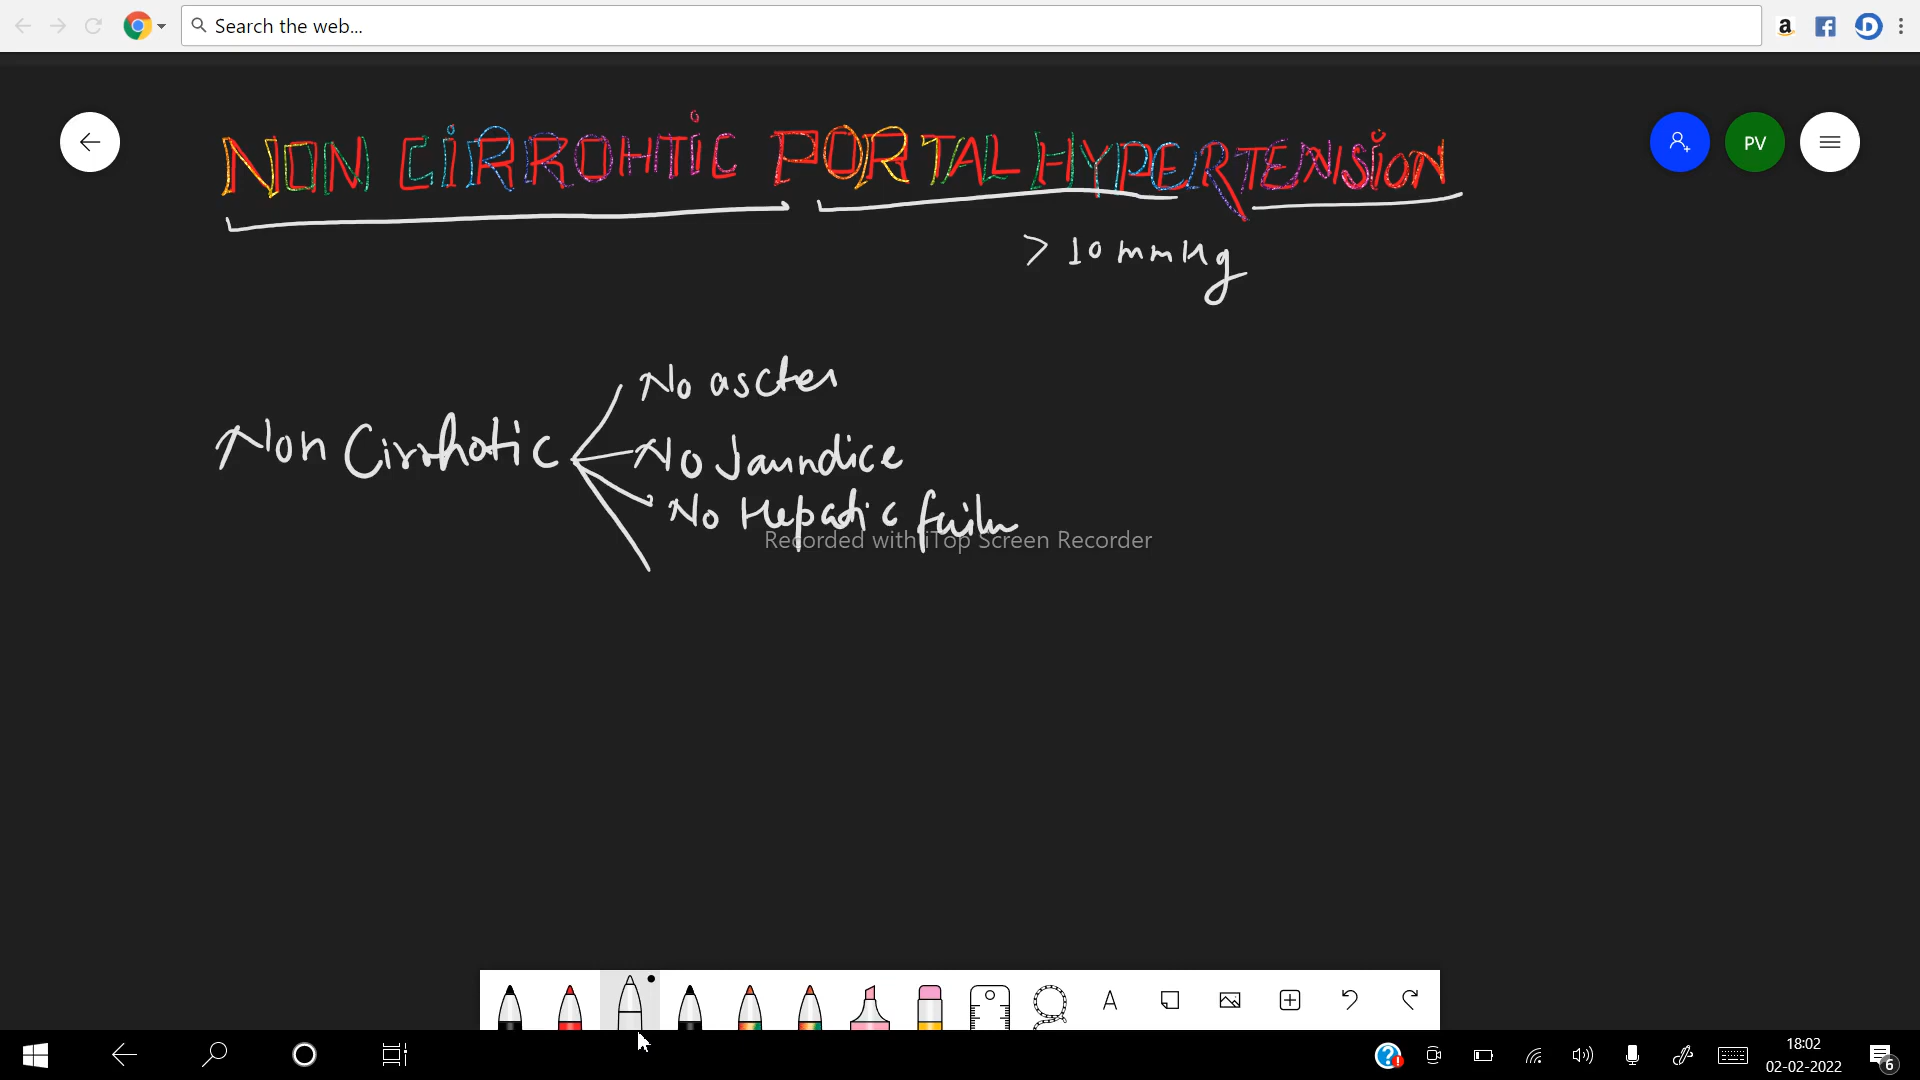 Search the web...
NON CIRROHTIC PORTAL HYPERTENSION
> 10 mmHg
No ascites
Non Cirrhotic
No Jaundice
No Hepatic
Recorded with iTop Screen Recorder
PV
A
18:02
02-02-2022
6